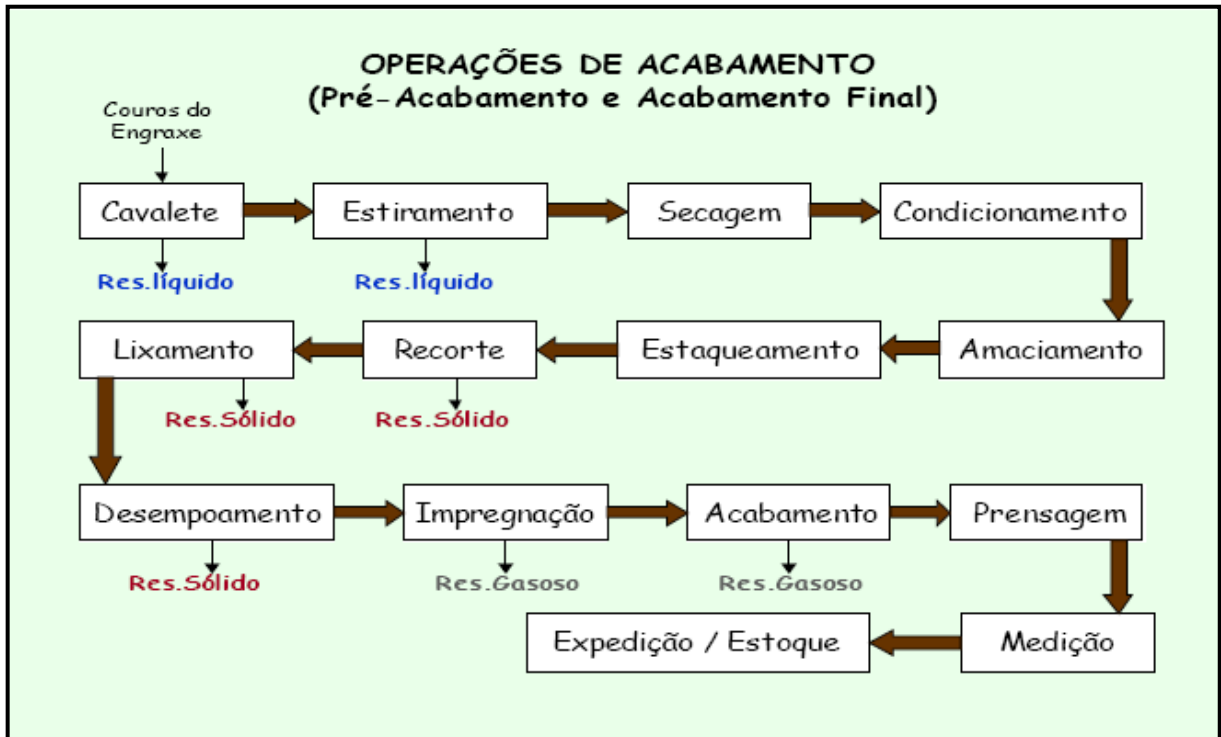 OPERAÇÕES DE ACABAMENTO
(Pré-Acabamento e Acabamento Final)
Couros do
Engraxe
Cavalete
Estiramento
Secagem
Condicionamento
Res.líquido
Res.líquido
Lixamento
Recorte
Estaqueamento
Amaciamento
Res.Sólido
Res.Sólido
Desempoamento
Impregnação
Acabamento
Prensagem
Res.Sólido
Res.Gasoso
Res.Gasoso
Expedição / Estoque
Medição